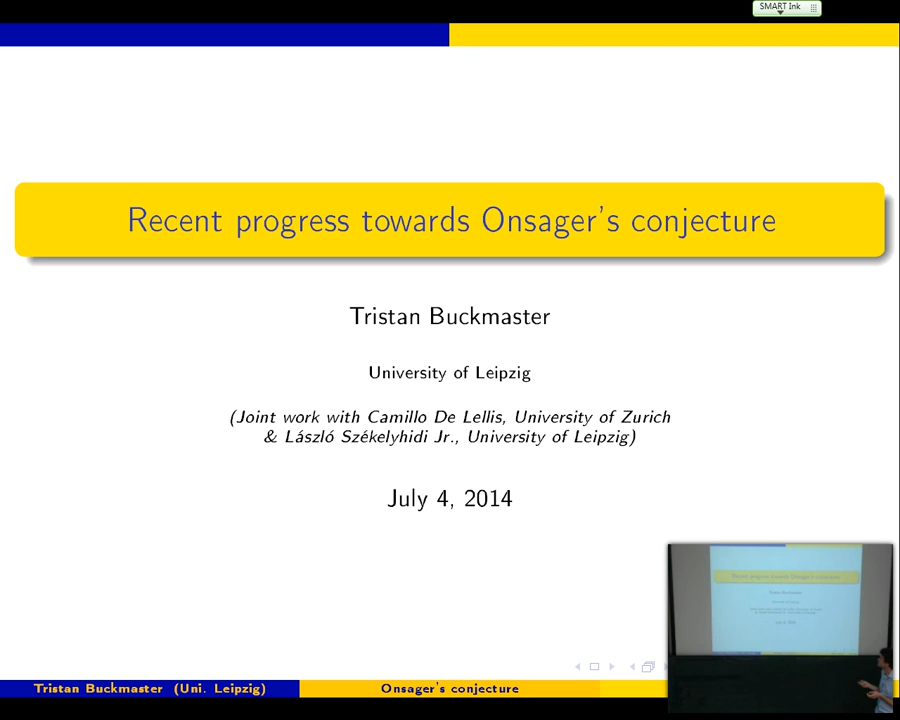 SMART Ink
Recent progress towards Onsager's conjecture
Tristan Buckmaster
University of Leipzig
(Joint work with Camillo De Lellis, University of Zurich
& László Székelyhidi Jr., University of Leipzig)
July 4, 2014
Tristan Buckmaster (Uni. Leipzig)
Onsager's conjecture